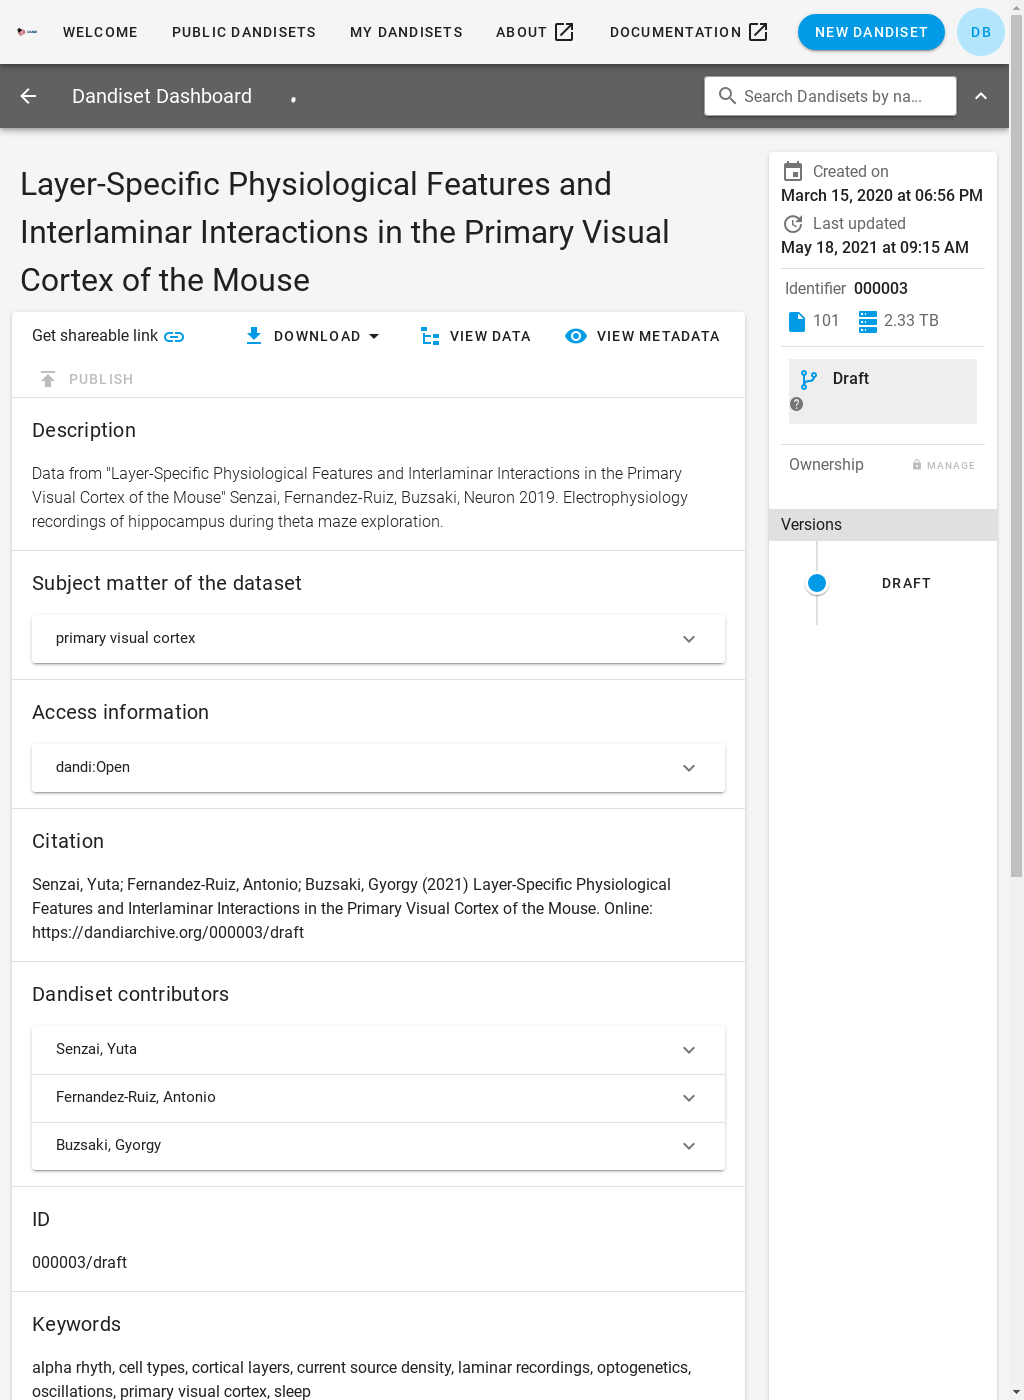 WELCOME PUBLIC DANDISETS MY DANDISETS ABOUT DOCUMENTATION NEW DANDISET DB
Dandiset Dashboard Search Dandisets by na...
Layer-Specific Physiological Features and
Interlaminar Interactions in the Primary Visual
Cortex of the Mouse
Get shareable link DOWNLOAD VIEW DATA VIEW METADATA
PUBLISH
Description
Data from "Layer-Specific Physiological Features and Interlaminar Interactions in the Primary
Visual Cortex of the Mouse" Senzai, Fernandez-Ruiz, Buzsaki, Neuron 2019. Electrophysiology
recordings of hippocampus during theta maze exploration.
Subject matter of the dataset
primary visual cortex
Access information
dandi:Open
Citation
Senzai, Yuta; Fernandez-Ruiz, Antonio; Buzsaki, Gyorgy (2021) Layer-Specific Physiological
Features and Interlaminar Interactions in the Primary Visual Cortex of the Mouse. Online:
https://dandiarchive.org/000003/draft
Dandiset contributors
Senzai, Yuta
Fernandez-Ruiz, Antonio
Buzsaki, Gyorgy
ID
000003/draft
Keywords
alpha rhyth, cell types, cortical layers, current source density, laminar recordings, optogenetics,
oscillations, primary visual cortex, sleep
Created on
March 15, 2020 at 06:56 PM
Last updated
May 18, 2021 at 09:15 AM
Identifier 000003
101 2.33 TB
Draft
Ownership MANAGE
Versions
DRAFT